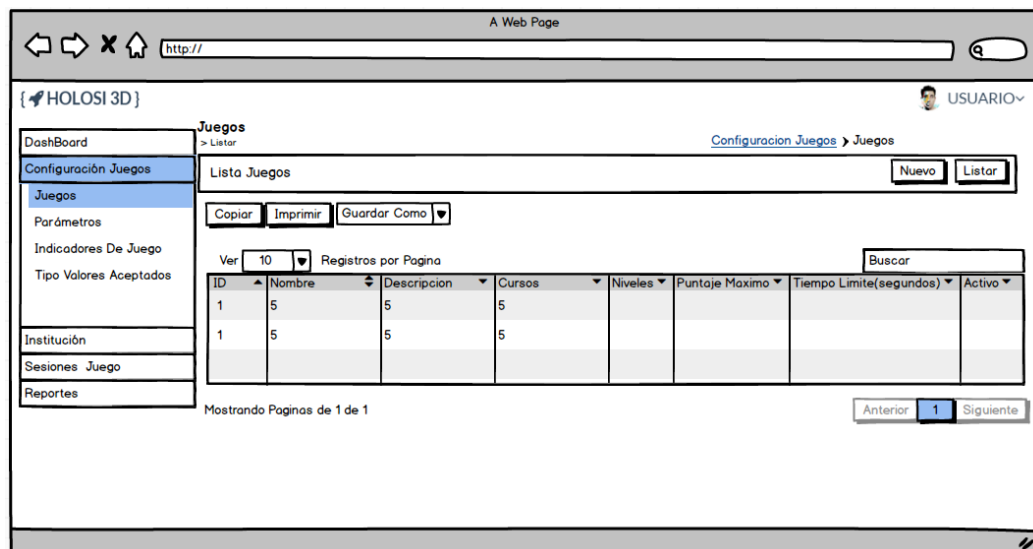 A Web Page
http://
{ HOLOSI 3D }
USUARIO
DashBoard
Configuración Juegos
Juegos
Parámetros
Indicadores De Juego
Tipo Valores Aceptados
Institución
Sesiones Juego
Reportes
Juegos
> Listar
Configuracion Juegos > Juegos
Lista Juegos
Nuevo Listar
Copiar Imprimir Guardar Como
Ver 10 Registros por Pagina
Buscar
ID Nombre Descripcion Cursos Niveles Puntaje Maximo Tiempo Limite(segundos) Activo
1 5 5 5
1 5 5 5
Mostrando Paginas de 1 de 1
Anterior 1 Siguiente